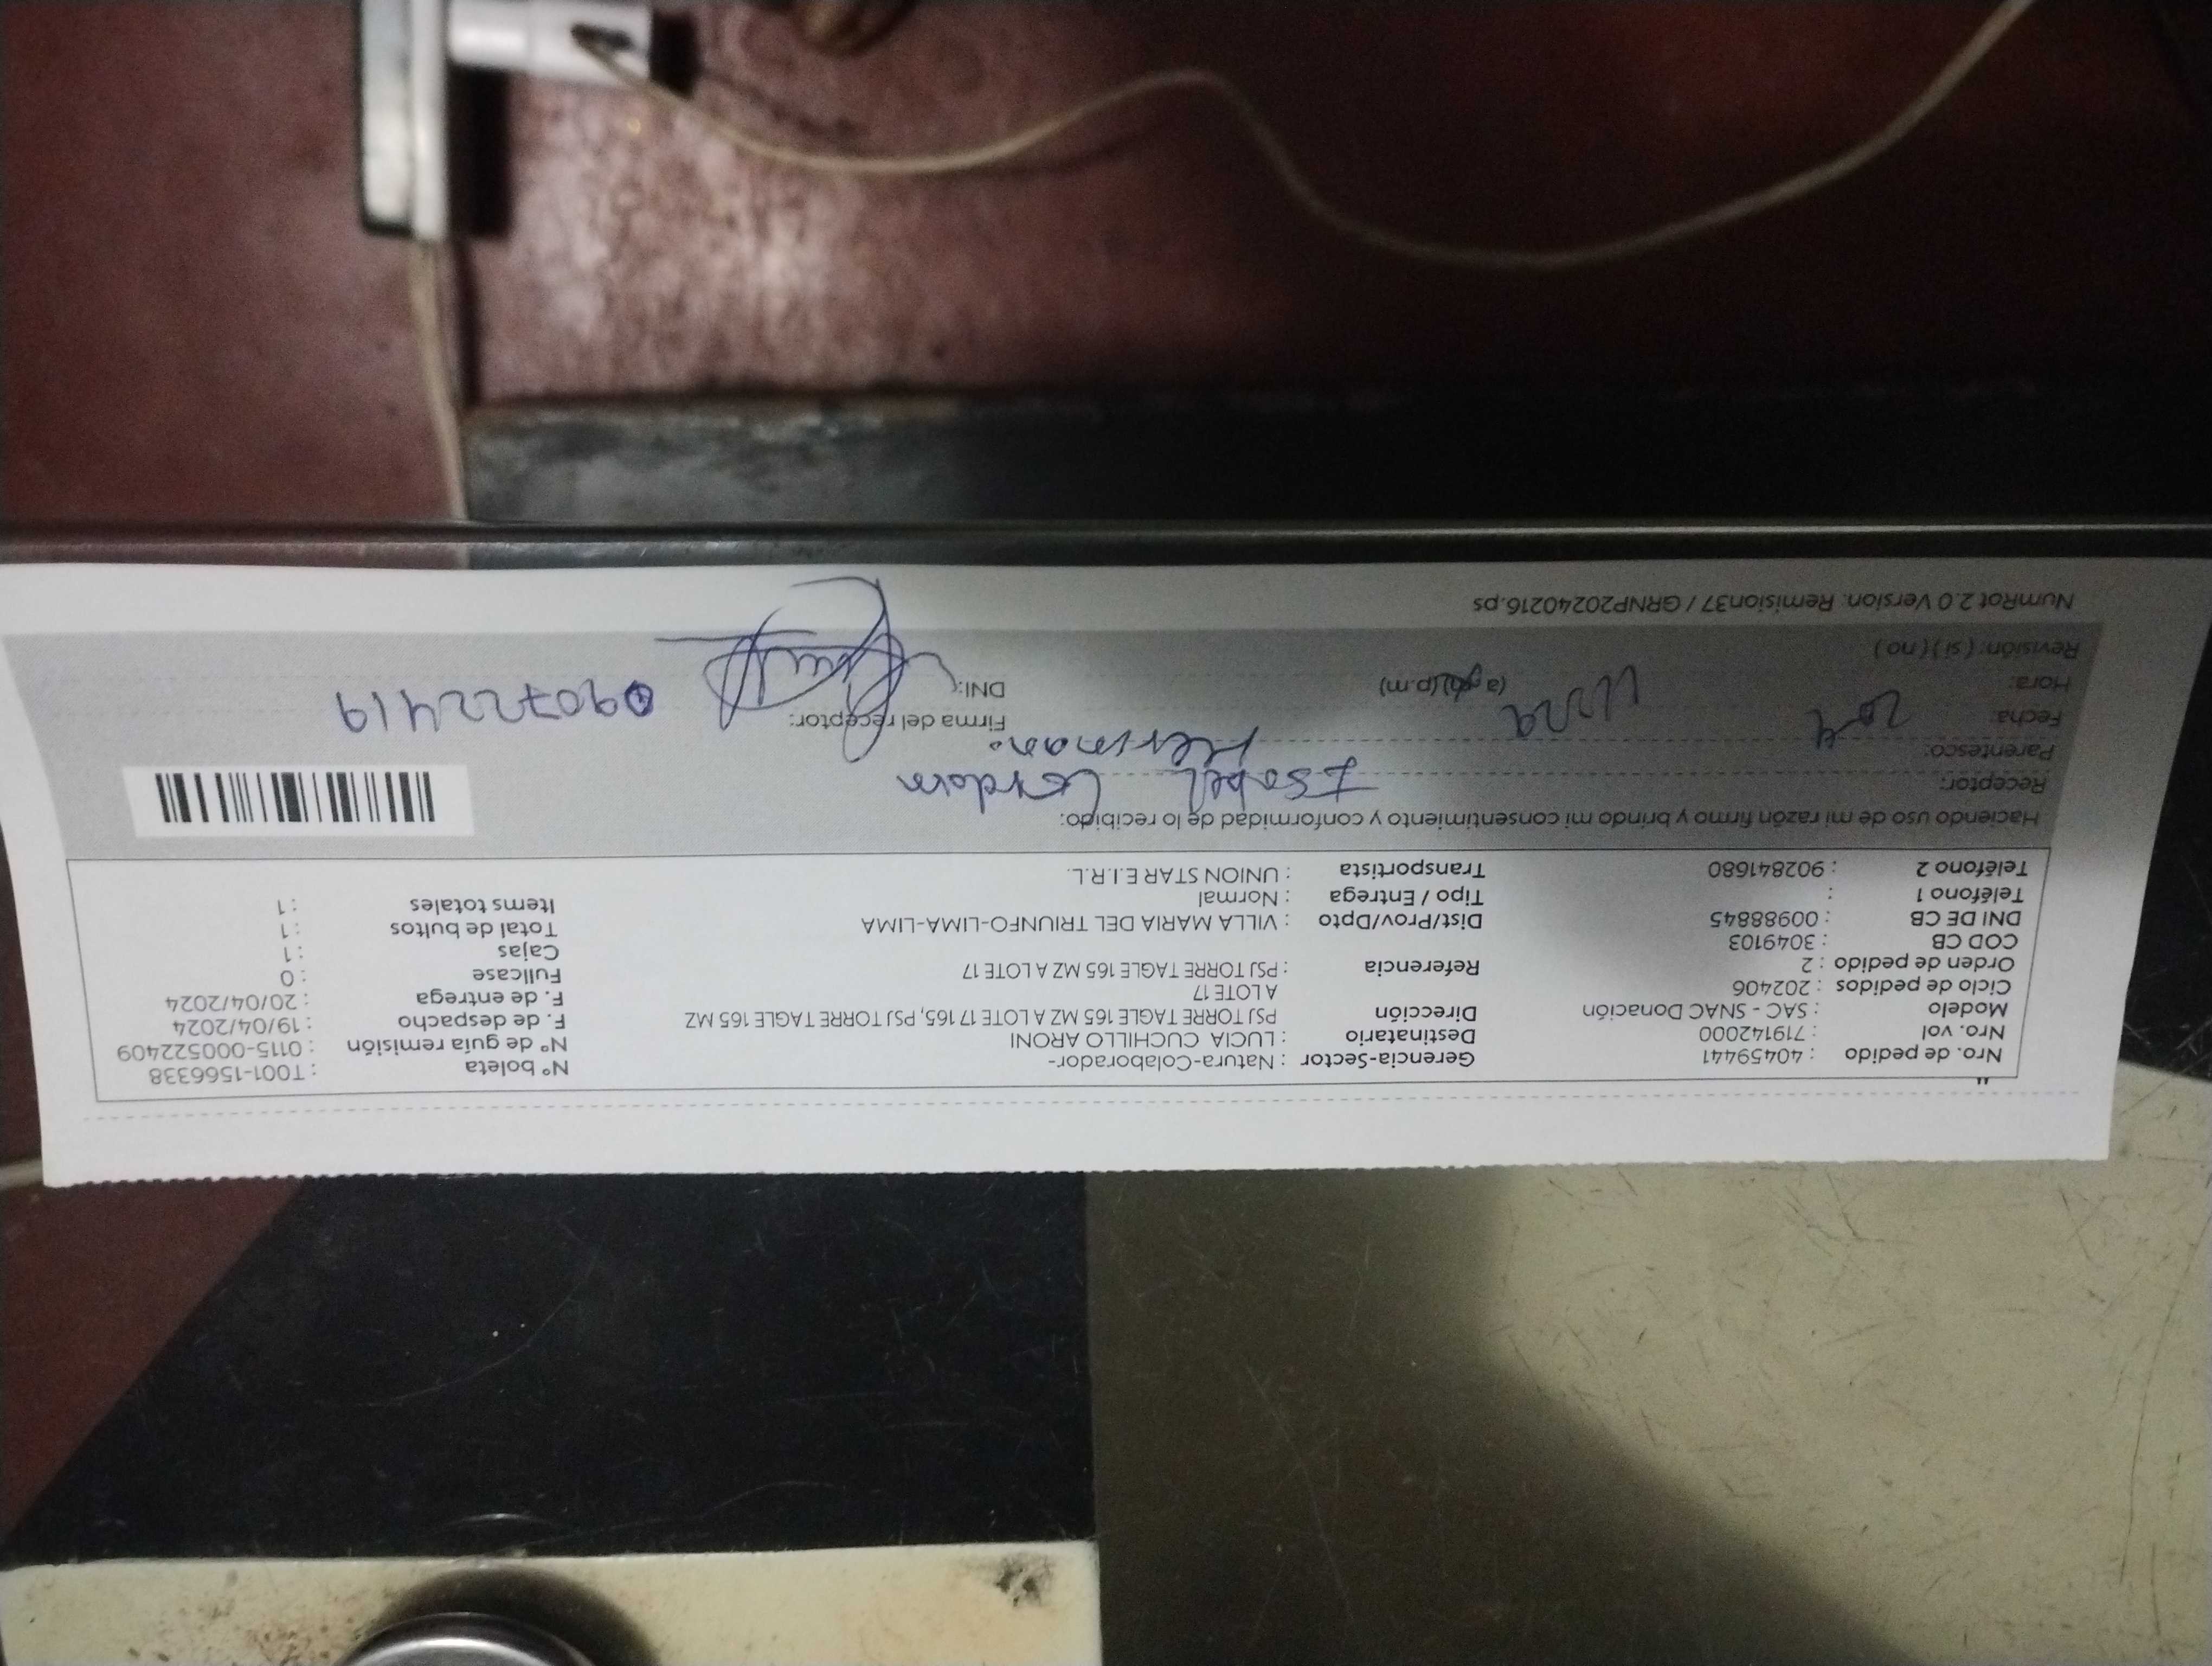 Nro. de pedido : 40459441
Nro. vol : 719142000
Modelo : SAC - SNAC Donación
Ciclo de pedidos : 202406
Orden de pedido : 2
COD CB : 3049103
DNI DE CB : 00988845
Teléfono 1 :
Teléfono 2 : 902841680
Gerencia-Sector : Natura-Colaborador-
Destinatario : LUCIA CUCHILLO ARONI
Dirección PSJ TORRE TAGLE 165 MZ A LOTE 17 165, PSJ TORRE TAGLE 165 MZ
A LOTE 17
Referencia : PSJ TORRE TAGLE 165 MZ A LOTE 17
Dist/Prov/Dpto : VILLA MARIA DEL TRIUNFO-LIMA-LIMA
Tipo / Entrega : Normal
Transportista : UNION STAR E.I.R.L.
N° boleta : T001-1566338
N° de guía remisión : 0115-000522409
F. de despacho : 19/04/2024
F. de entrega : 20/04/2024
Fullcase : 0
Cajas : 1
Total de bultos : 1
Items totales : 1
Haciendo uso de mi razón firmo y brindo mi consentimiento y conformidad de lo recibido:
Receptor: Isabel
Parentesco:
Fecha:
Hora: (p.m)
Revisión: ( si ) ( no )
Firma del receptor:
DNI: 090722419
NumRot 2.0 Version. Remision37 / GRNP20240216.ps